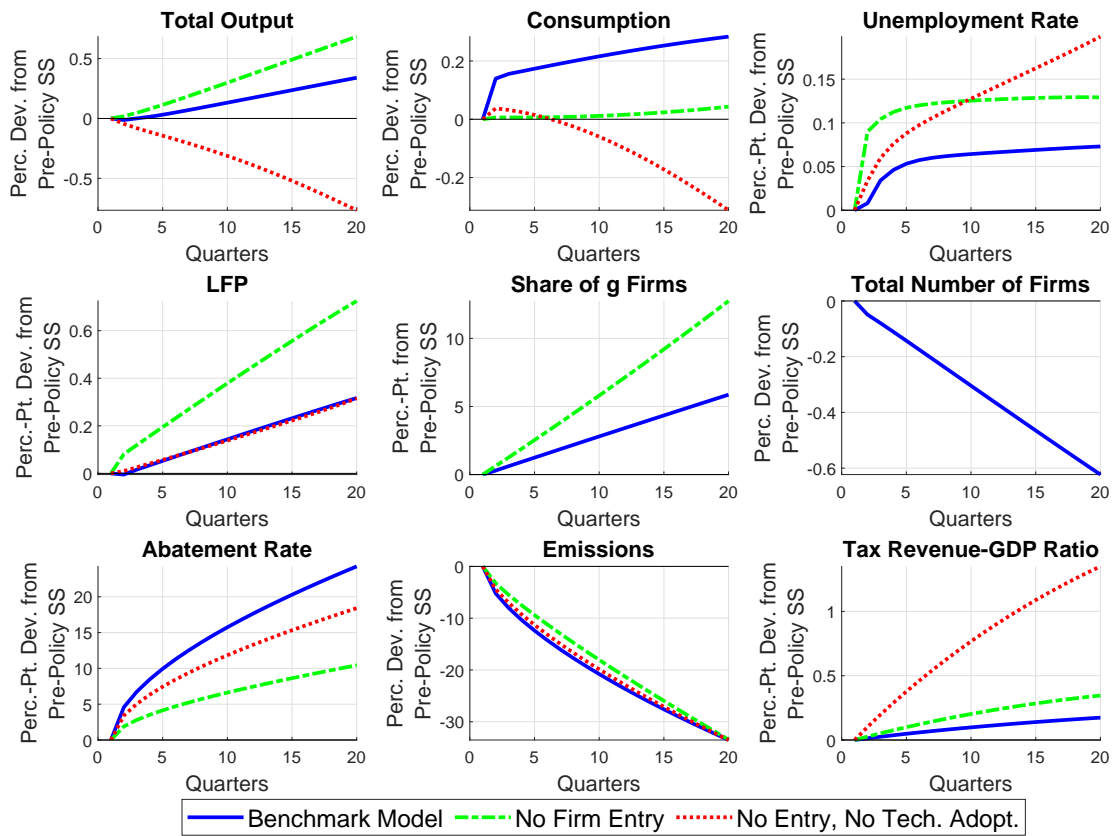 Total Output
Perc. Dev. from
Pre-Policy SS
0.5
0
-0.5
0 5 10 15 20
Quarters
Consumption
0.2
0
-0.2
0 5 10 15 20
Quarters
Unemployment Rate
Perc.-Pt. Dev. from
Pre-Policy SS
0.15
0.1
0.05
0
0 5 10 15 20
Quarters
LFP
Perc.-Pt. Dev. from
Pre-Policy SS
0.6
0.4
0.2
0
0 5 10 15 20
Quarters
Share of g Firms
Perc.-Pt. from
Pre-Policy SS
10
5
0
0 5 10 15 20
Quarters
Total Number of Firms
Perc. Dev. from
Pre-Policy SS
0
-0.2
-0.4
-0.6
0 5 10 15 20
Quarters
Abatement Rate
Perc.-Pt. Dev. from
Pre-Policy SS
20
15
10
5
0
0 5 10 15 20
Quarters
Emissions
Perc. Dev. from
Pre-Policy SS
0
-10
-20
-30
0 5 10 15 20
Quarters
Tax Revenue-GDP Ratio
Perc.-Pt. Dev. from
Pre-Policy SS
1
0.5
0
0 5 10 15 20
Quarters
Benchmark Model No Firm Entry No Entry, No Tech. Adopt.